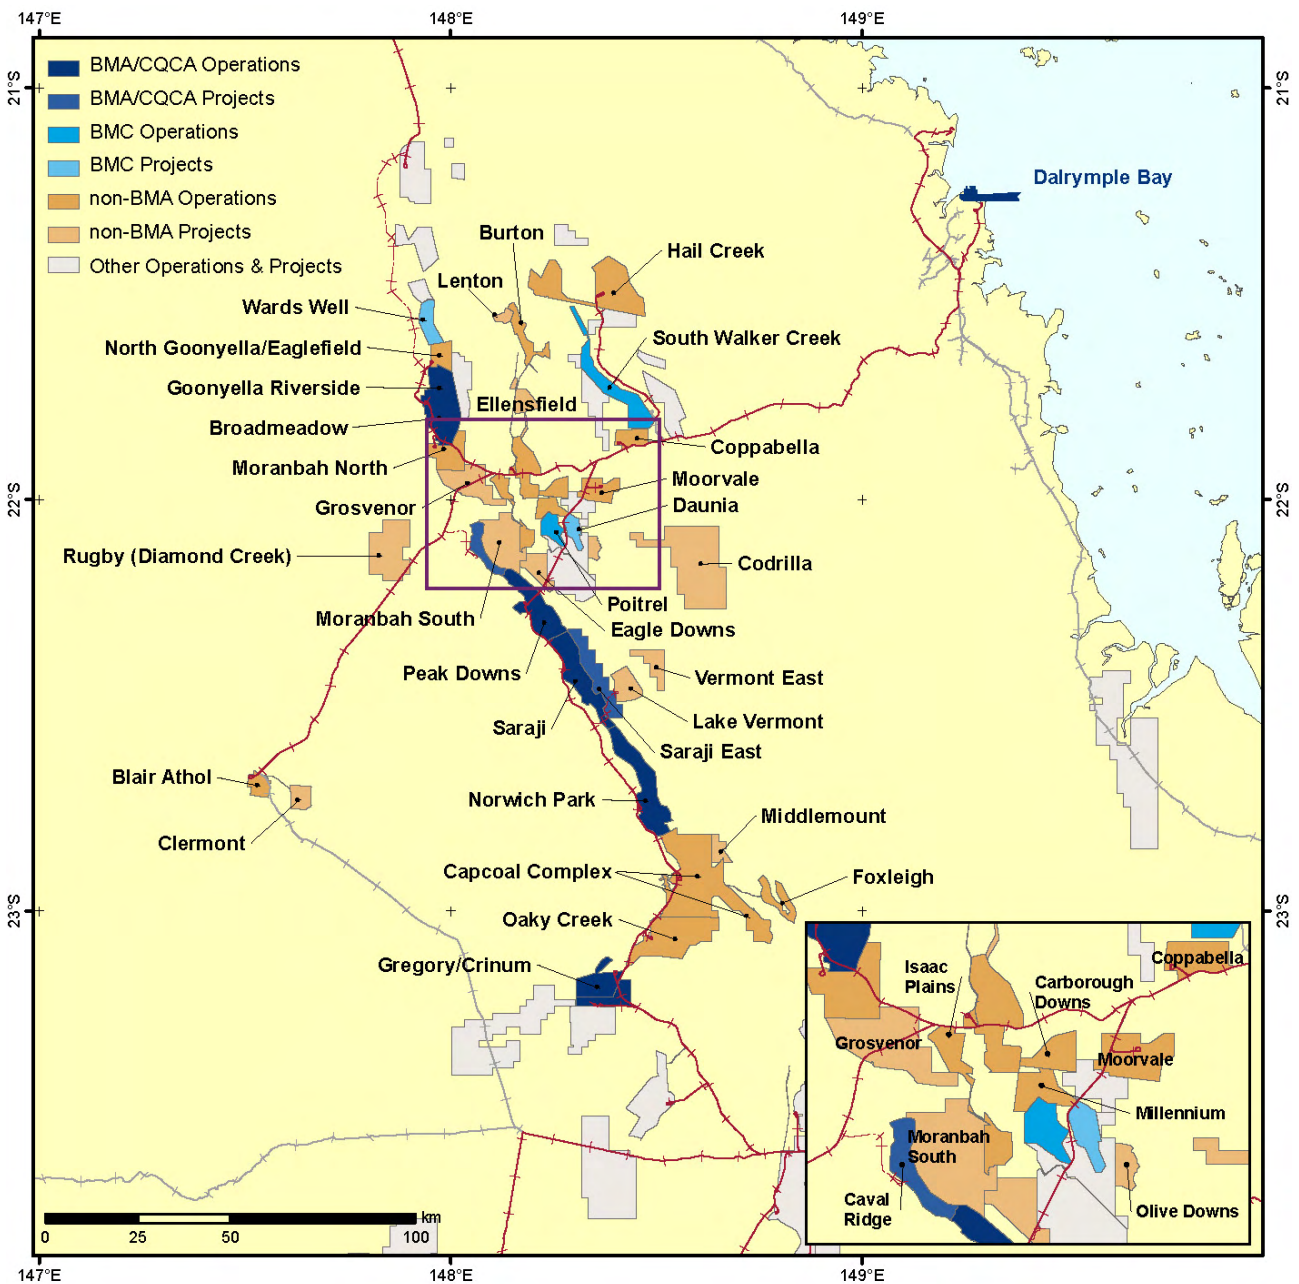 147°E
148°E
149°E
21°S
21°S
BMA/CQCA Operations
BMA/CQCA Projects
BMC Operations
BMC Projects
non-BMA Operations
non-BMA Projects
Other Operations & Projects
Dalrymple Bay
Burton
Hail Creek
Lenton
Wards Well
South Walker Creek
North Goonyella/Eaglefield
Goonyella Riverside
Ellensfield
Broadmeadow
Coppabella
Moranbah North
Moorvale
Grosvenor
Daunia
22°S
22°S
Rugby (Diamond Creek)
Codrilla
Poitrel
Moranbah South
Eagle Downs
Peak Downs
Vermont East
Lake Vermont
Saraji
Saraji East
Blair Athol
Norwich Park
Middlemount
Clermont
Capcoal Complex
Foxleigh
23°S
23°S
Oaky Creek
Gregory/Crinum
Isaac
Plains
Coppabella
Carborough
Downs
Grosvenor
Moorvale
Millennium
Moranbah
South
Caval
Ridge
Olive Downs
km
0
25
50
100
147°E
148°E
149°E